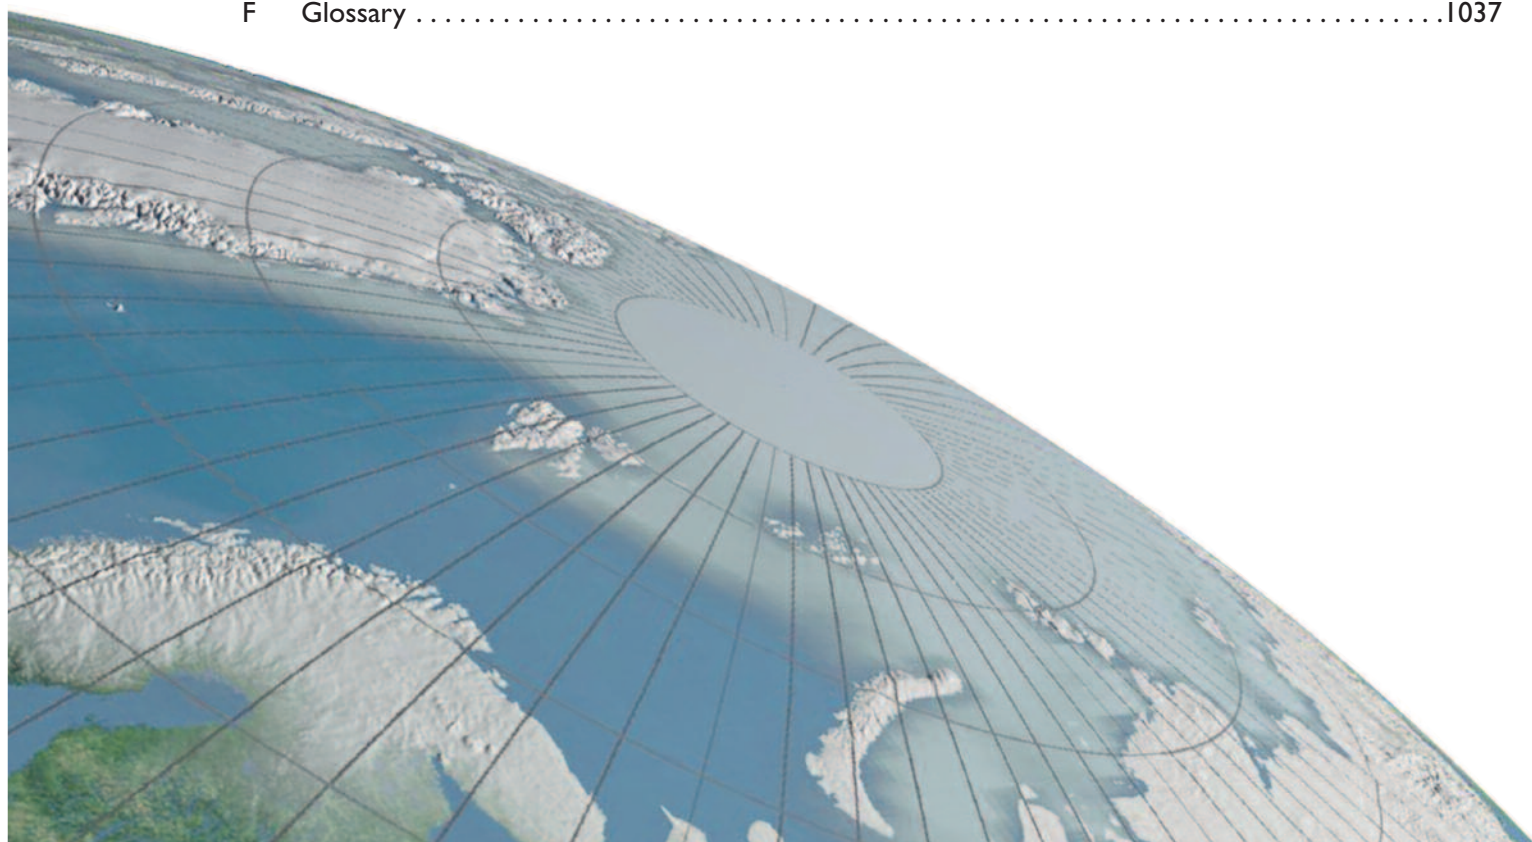 F Glossary . . . . . . . . . . . . . . . . . . . . . . . . . . . . . . . . . . . . . . . . . . . . . . . . . . . . . . . . . . . . . . . . . . . . . . . . . . . . .1037